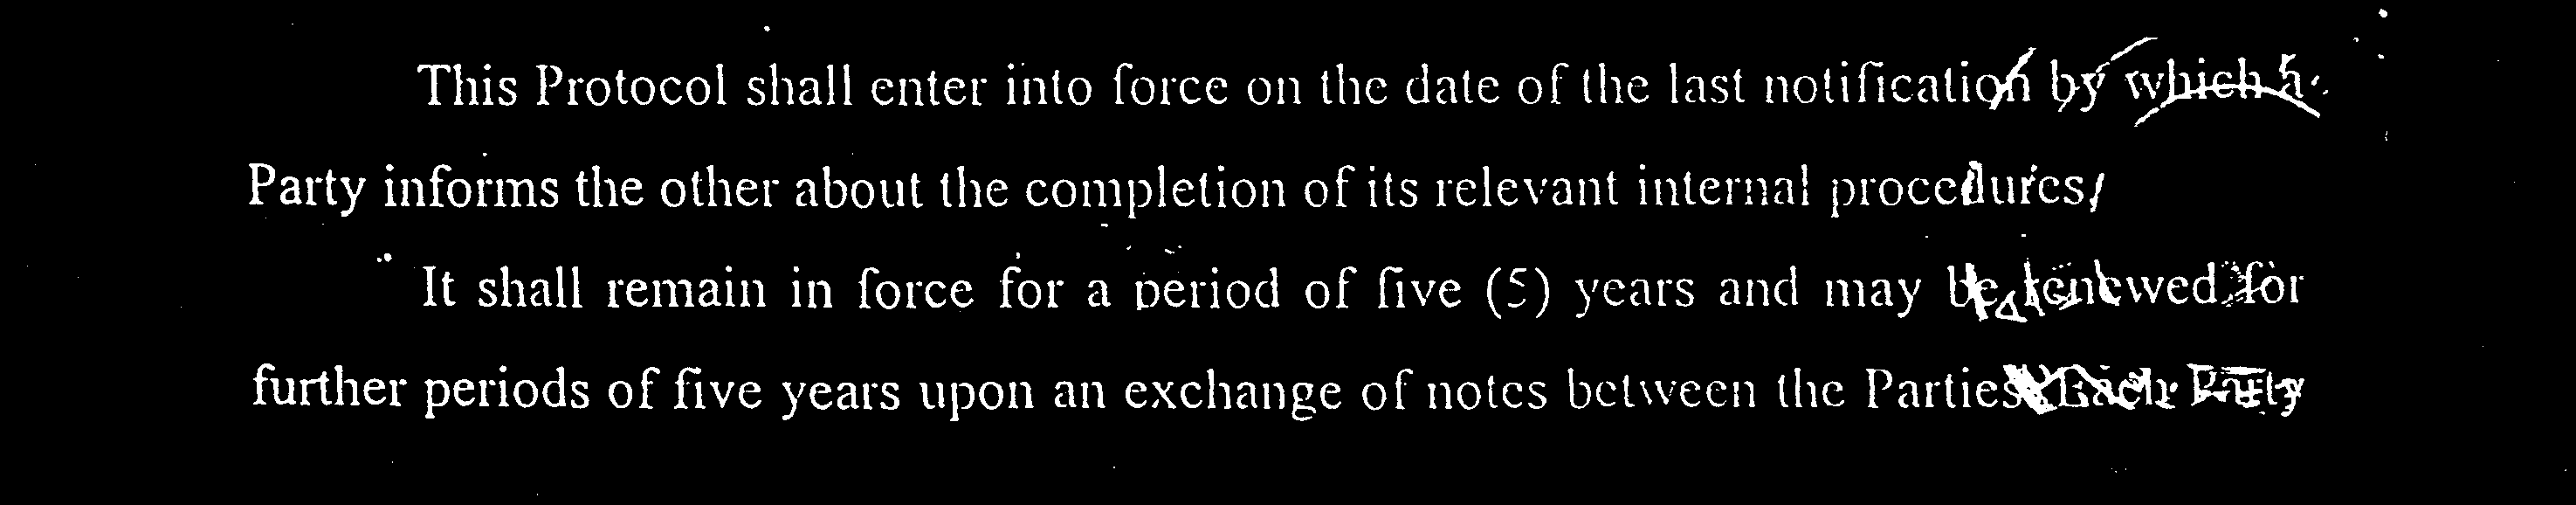 This Protocol shall enter into force on the date of the last notification by which a
Party informs the other about the completion of its relevant internal procedures.
It shall remain in force for a period of five (5) years and may be renewed for
further periods of five years upon an exchange of notes between the Parties. Each Party